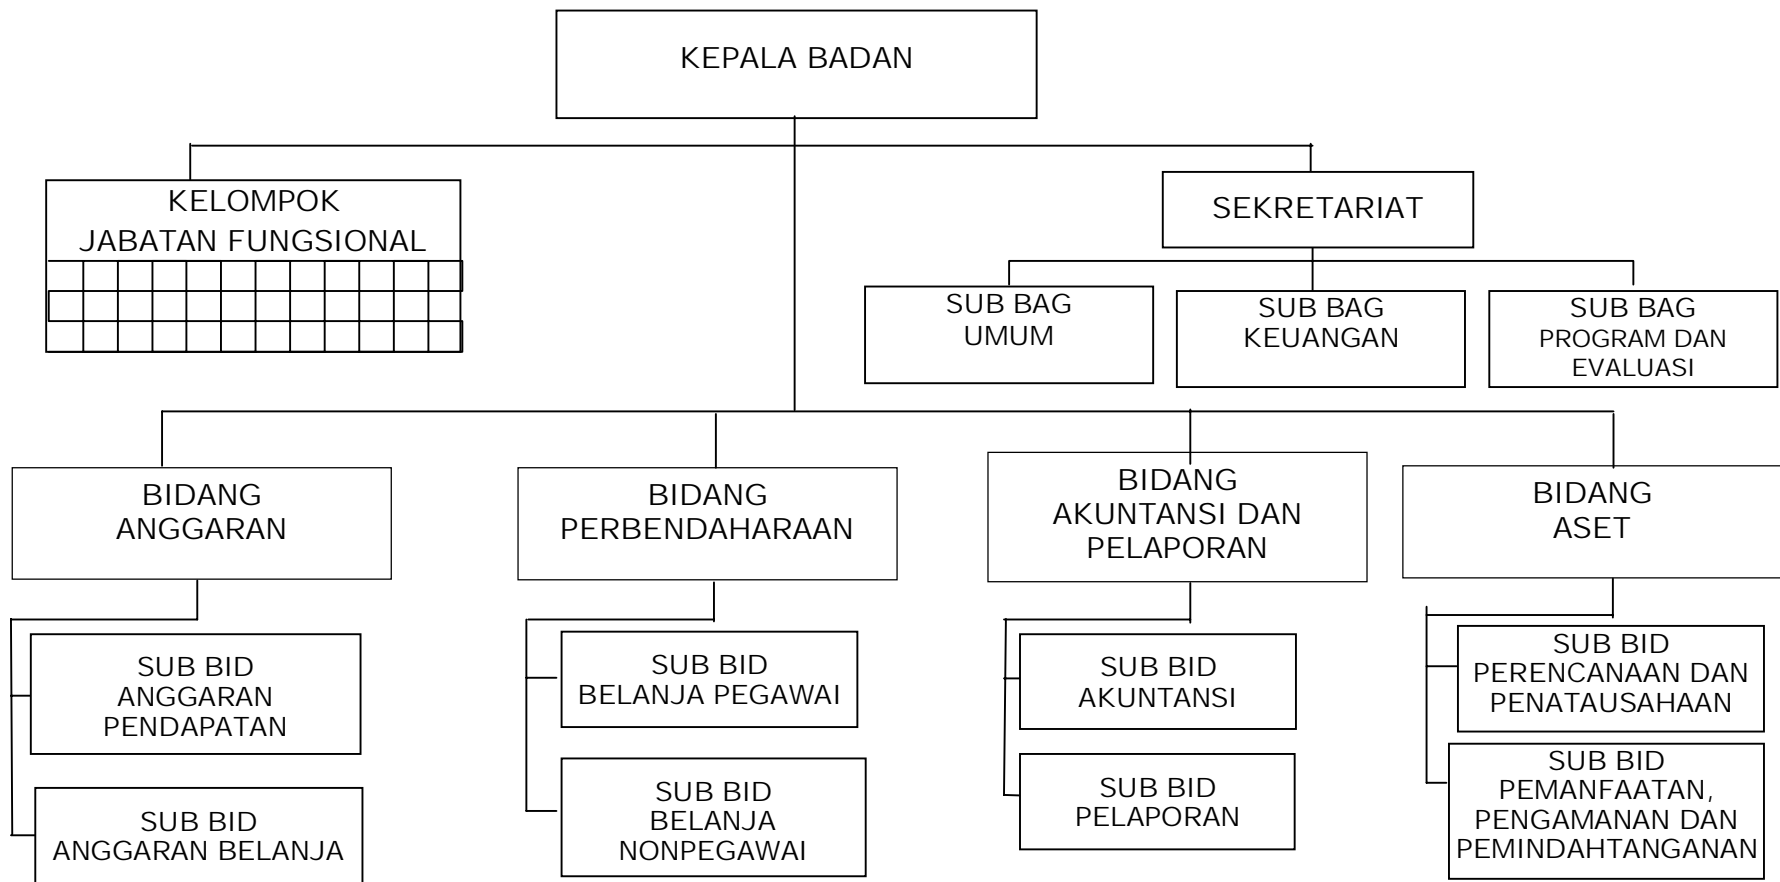 KEPALA BADAN
KELOMPOK
JABATAN FUNGSIONAL
SEKRETARIAT
SUB BAG
UMUM
SUB BAG
KEUANGAN
SUB BAG
PROGRAM DAN
EVALUASI
BIDANG
ANGGARAN
BIDANG
PERBENDAHARAAN
BIDANG
AKUNTANSI DAN
PELAPORAN
BIDANG
ASET
SUB BID
ANGGARAN
PENDAPATAN
SUB BID
ANGGARAN BELANJA
SUB BID
BELANJA PEGAWAI
SUB BID
BELANJA
NONPEGAWAI
SUB BID
AKUNTANSI
SUB BID
PELAPORAN
SUB BID
PERENCANAAN DAN
PENATAUSAHAAN
SUB BID
PEMANFAATAN,
PENGAMANAN DAN
PEMINDAHTANGANAN